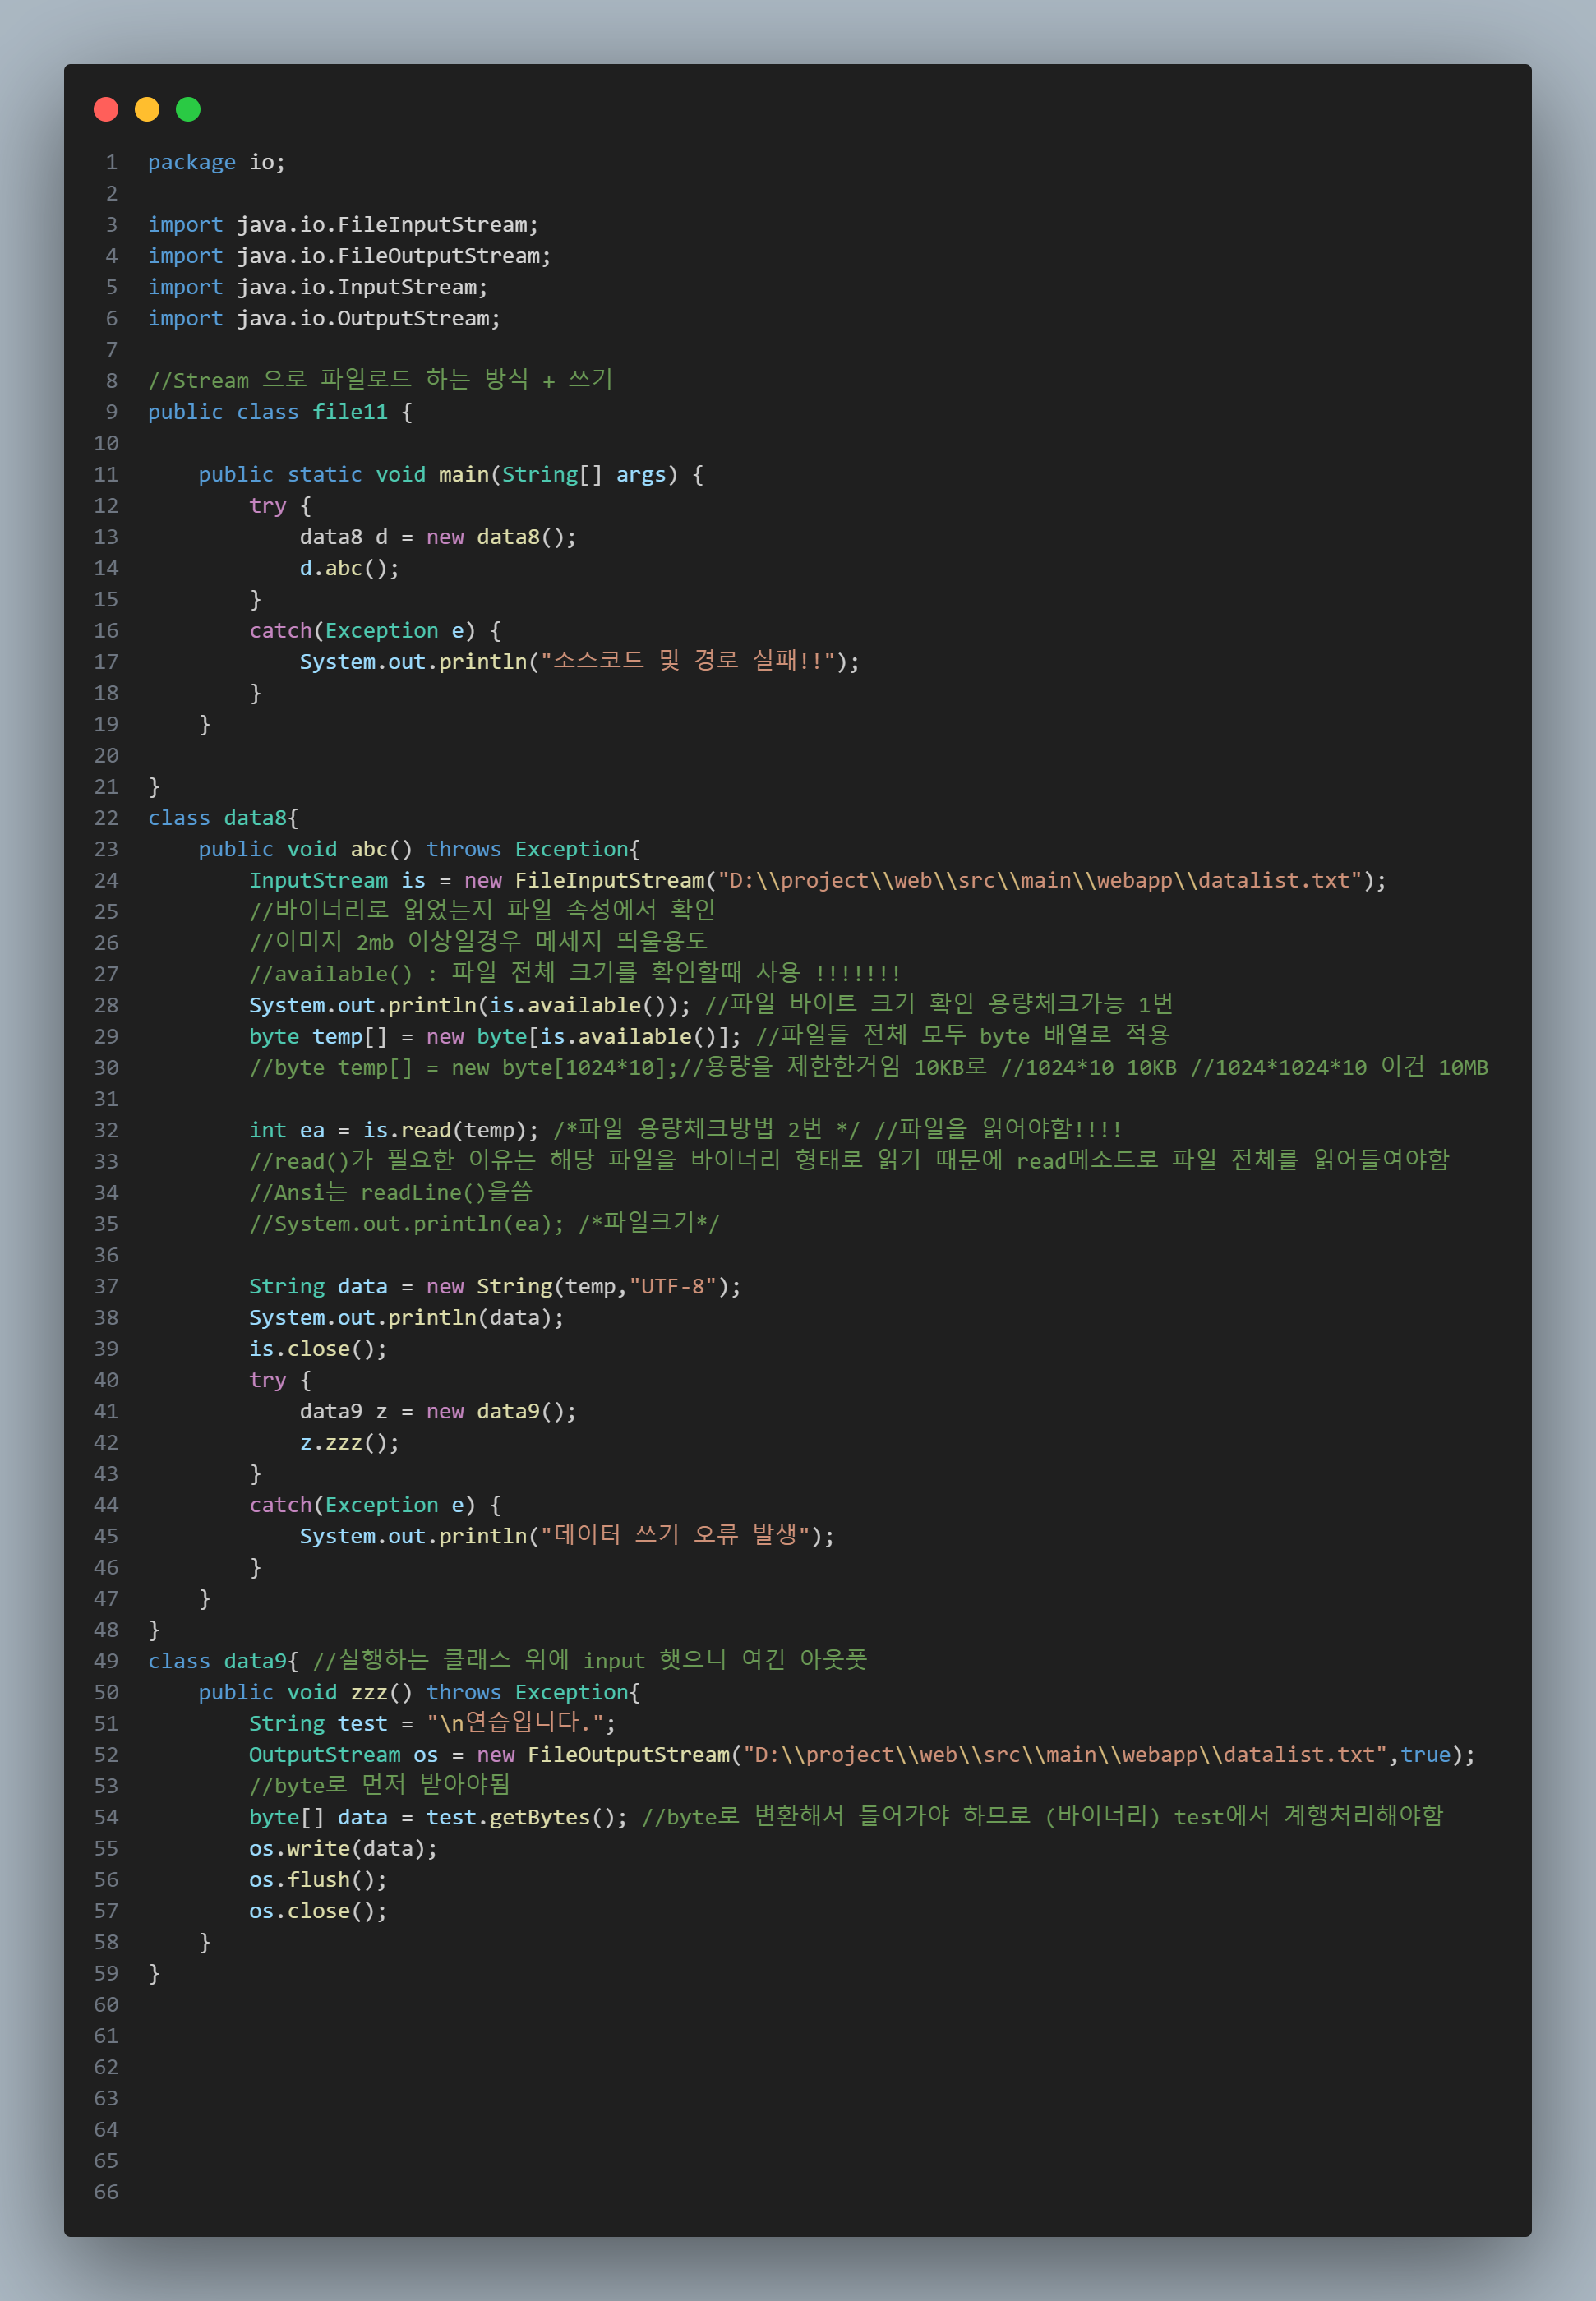 1 package io;
2
3 import java.io.FileInputStream;
4 import java.io.FileOutputStream;
5 import java.io.InputStream;
6 import java.io.OutputStream;
7
8 //Stream 으로 파일로드 하는 방식 + 쓰기
9 public class file11 {
10
11     public static void main(String[] args) {
12         try {
13             data8 d = new data8();
14             d.abc();
15         }
16         catch(Exception e) {
17             System.out.println("소스코드 및 경로 실패!!");
18         }
19     }
20
21 }
22 class data8{
23     public void abc() throws Exception{
24         InputStream is = new FileInputStream("D:\\project\\web\\src\\main\\webapp\\datalist.txt");
25         //바이너리로 읽었는지 파일 속성에서 확인
26         //이미지 2mb 이상일경우 메세지 띄울용도
27         //available() : 파일 전체 크기를 확인할때 사용 !!!!!!!
28         System.out.println(is.available()); //파일 바이트 크기 확인 용량체크가능 1번
29         byte temp[] = new byte[is.available()]; //파일들 전체 모두 byte 배열로 적용
30         //byte temp[] = new byte[1024*10];//용량을 제한한거임 10KB로 //1024*10 10KB //1024*1024*10 이건 10MB
31
32         int ea = is.read(temp); /*파일 용량체크방법 2번 */ //파일을 읽어야함!!!!
33         //read()가 필요한 이유는 해당 파일을 바이너리 형태로 읽기 때문에 read메소드로 파일 전체를 읽어들여야함
34         //Ansi는 readLine()을씀
35         //System.out.println(ea); /*파일크기*/
36
37         String data = new String(temp,"UTF-8");
38         System.out.println(data);
39         is.close();
40         try {
41             data9 z = new data9();
42             z.zzz();
43         }
44         catch(Exception e) {
45             System.out.println("데이터 쓰기 오류 발생");
46         }
47     }
48 }
49 class data9{ //실행하는 클래스 위에 input 햇으니 여긴 아웃풋
50     public void zzz() throws Exception{
51         String test = "\n연습입니다.";
52         OutputStream os = new FileOutputStream("D:\\project\\web\\src\\main\\webapp\\datalist.txt",true);
53         //byte로 먼저 받아야됨
54         byte[] data = test.getBytes(); //byte로 변환해서 들어가야 하므로 (바이너리) test에서 계행처리해야함
55         os.write(data);
56         os.flush();
57         os.close();
58     }
59 }
60
61
62
63
64
65
66